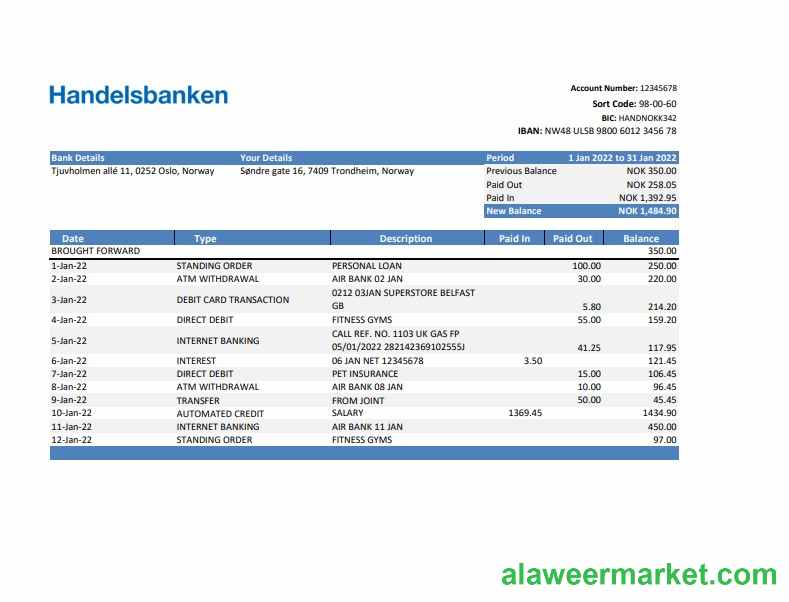 Handelsbanken
Account Number: 12345678
Sort Code: 98-00-60
BIC: HANDNOKK342
IBAN: NW48 ULSB 9800 6012 3456 78
Bank Details Your Details Period 1 Jan 2022 to 31 Jan 2022
Tjuvholmen allé 11, 0252 Oslo, Norway Søndre gate 16, 7409 Trondheim, Norway Previous Balance NOK 350.00
Paid Out NOK 258.05
Paid In NOK 1,392.95
New Balance NOK 1,484.90
Date Type Description Paid In Paid Out Balance
BROUGHT FORWARD 350.00
1-Jan-22 STANDING ORDER PERSONAL LOAN 100.00 250.00
2-Jan-22 ATM WITHDRAWAL AIR BANK 02 JAN 30.00 220.00
3-Jan-22 DEBIT CARD TRANSACTION 0212 03JAN SUPERSTORE BELFAST
GB 5.80 214.20
4-Jan-22 DIRECT DEBIT FITNESS GYMS 55.00 159.20
5-Jan-22 INTERNET BANKING CALL REF. NO. 1103 UK GAS FP
05/01/2022 282142369102555J 41.25 117.95
6-Jan-22 INTEREST 06 JAN NET 12345678 3.50 121.45
7-Jan-22 DIRECT DEBIT PET INSURANCE 15.00 106.45
8-Jan-22 ATM WITHDRAWAL AIR BANK 08 JAN 10.00 96.45
9-Jan-22 TRANSFER FROM JOINT 50.00 45.45
10-Jan-22 AUTOMATED CREDIT SALARY 1369.45 1434.90
11-Jan-22 INTERNET BANKING AIR BANK 11 JAN 450.00
12-Jan-22 STANDING ORDER FITNESS GYMS 97.00
alaweermarket.com